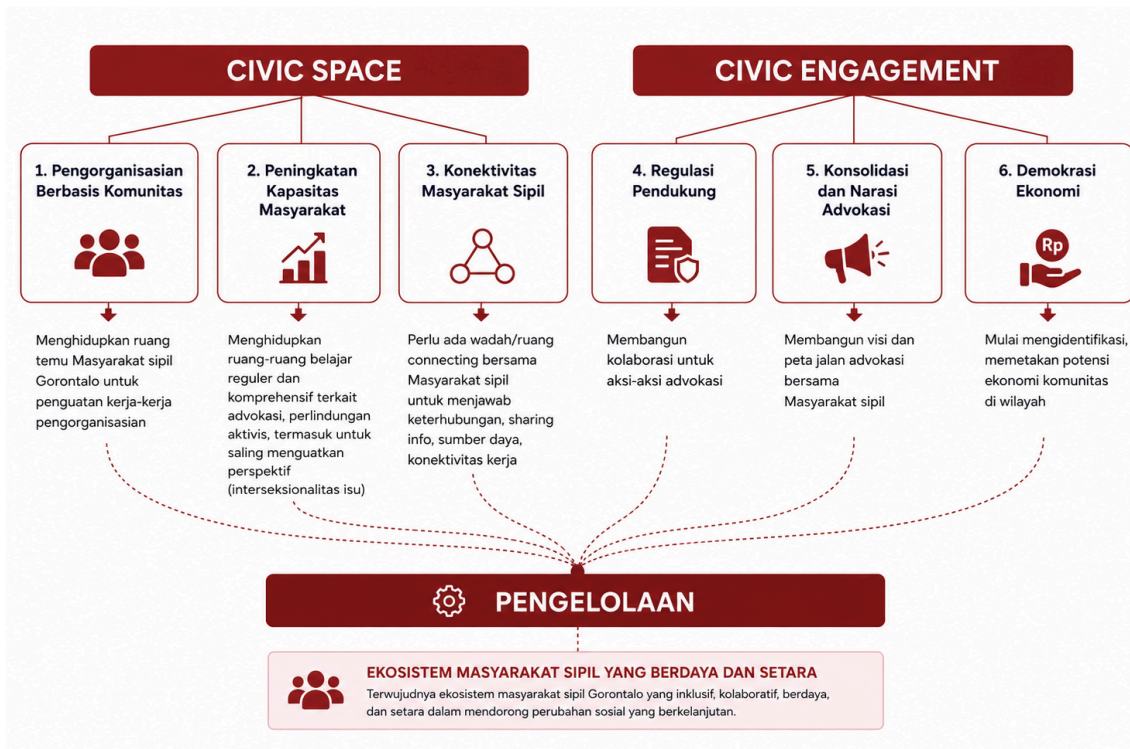 CIVIC SPACE
CIVIC ENGAGEMENT
1. Pengorganisasian
Berbasis Komunitas
2. Peningkatan
Kapasitas
Masyarakat
3. Konektivitas
Masyarakat Sipil
4. Regulasi
Pendukung
5. Konsolidasi
dan Narasi
Advokasi
6. Demokrasi
Ekonomi
Rp
Menghidupkan ruang
temu Masyarakat sipil
Gorontalo untuk
penguatan kerja-kerja
pengorganisasian
Menghidupkan
ruang-ruang belajar
reguler dan
komprehensif terkait
advokasi, perlindungan
aktivis, termasuk untuk
saling menguatkan
perspektif
(interseksionalitas isu)
Perlu ada wadah/ruang
connecting bersama
Masyarakat sipil
untuk menjawab
keterhubungan, sharing
info, sumber daya,
konektivitas kerja
Membangun
kolaborasi untuk
aksi-aksi advokasi
Membangun visi dan
peta jalan advokasi
bersama
Masyarakat sipil
Mulai mengidentifikasi,
memetakan potensi
ekonomi komunitas
di wilayah
PENGELOLAAN
EKOSISTEM MASYARAKAT SIPIL YANG BERDAYA DAN SETARA
Terwujudnya ekosistem masyarakat sipil Gorontalo yang inklusif, kolaboratif, berdaya,
dan setara dalam mendorong perubahan sosial yang berkelanjutan.